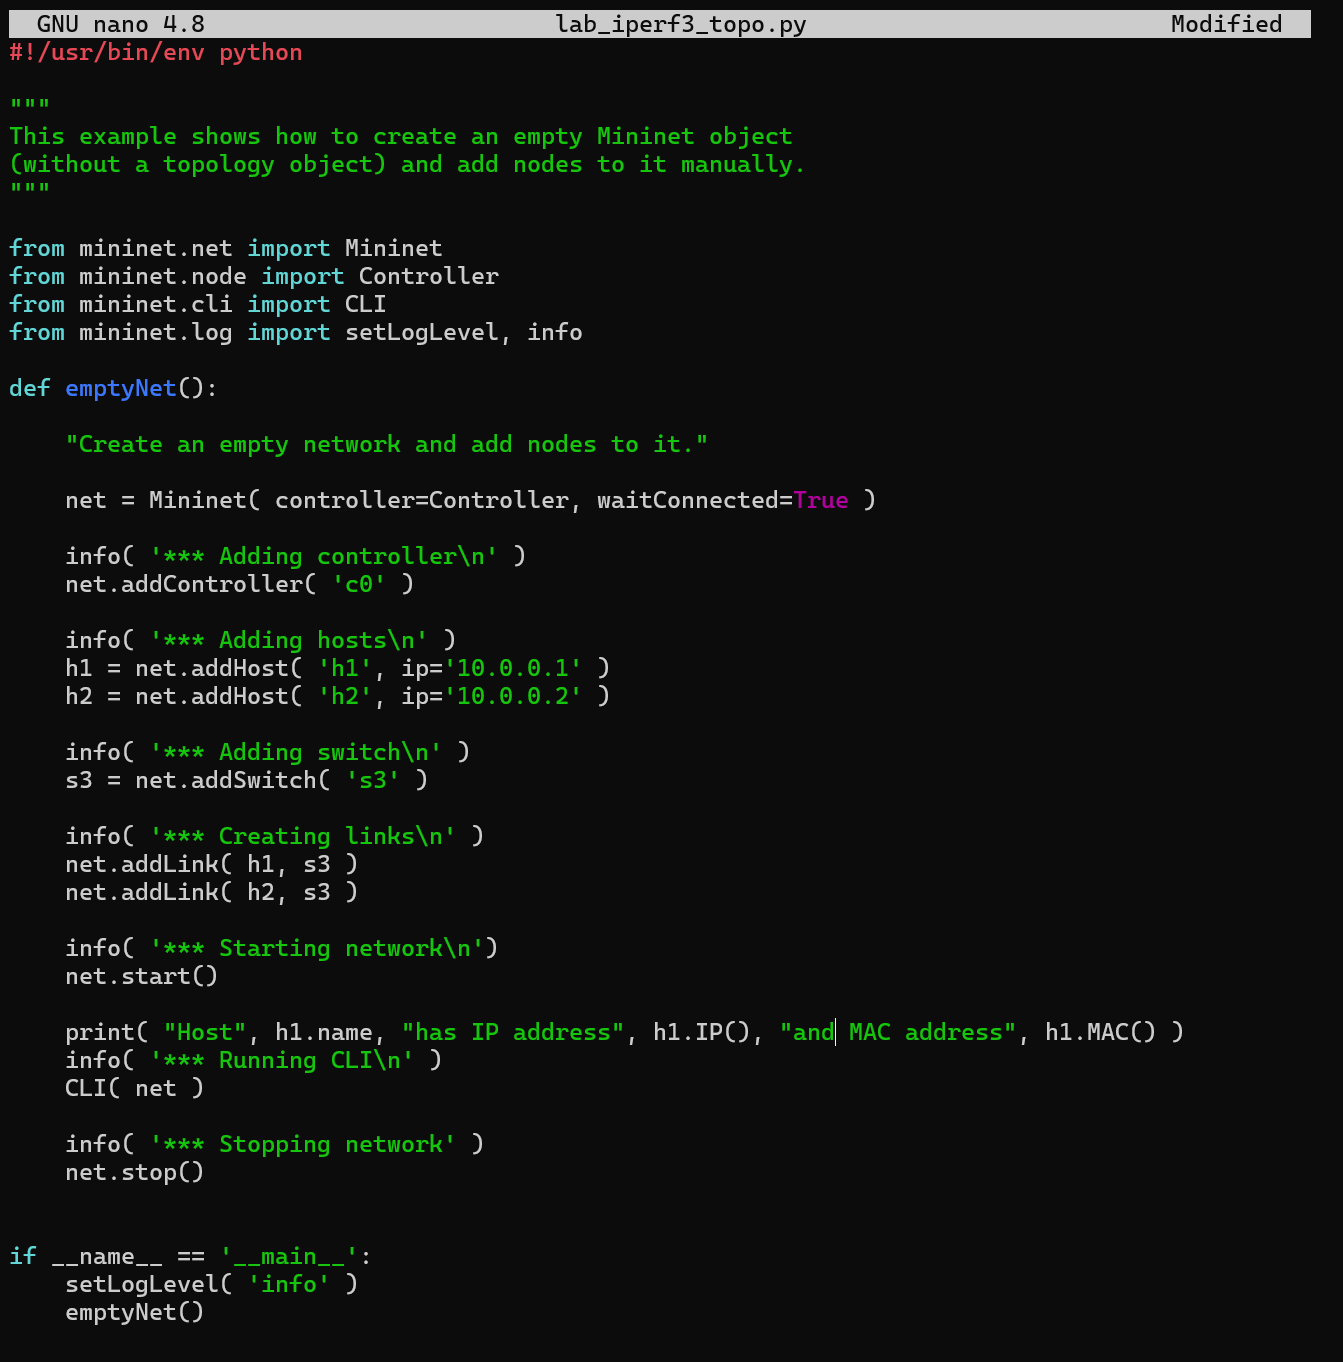 GNU nano 4.8 lab_iperf3_topo.py Modified
#!/usr/bin/env python
"""
This example shows how to create an empty Mininet object
(without a topology object) and add nodes to it manually.
"""
from mininet.net import Mininet
from mininet.node import Controller
from mininet.cli import CLI
from mininet.log import setLogLevel, info
def emptyNet():
    "Create an empty network and add nodes to it."
    net = Mininet( controller=Controller, waitConnected=True )
    info( '*** Adding controller\n' )
    net.addController( 'c0' )
    info( '*** Adding hosts\n' )
    h1 = net.addHost( 'h1', ip='10.0.0.1' )
    h2 = net.addHost( 'h2', ip='10.0.0.2' )
    info( '*** Adding switch\n' )
    s3 = net.addSwitch( 's3' )
    info( '*** Creating links\n' )
    net.addLink( h1, s3 )
    net.addLink( h2, s3 )
    info( '*** Starting network\n')
    net.start()
    print( "Host", h1.name, "has IP address", h1.IP(), "and MAC address", h1.MAC() )
    info( '*** Running CLI\n' )
    CLI( net )
    info( '*** Stopping network' )
    net.stop()
if __name__ == '__main__':
    setLogLevel( 'info' )
    emptyNet()